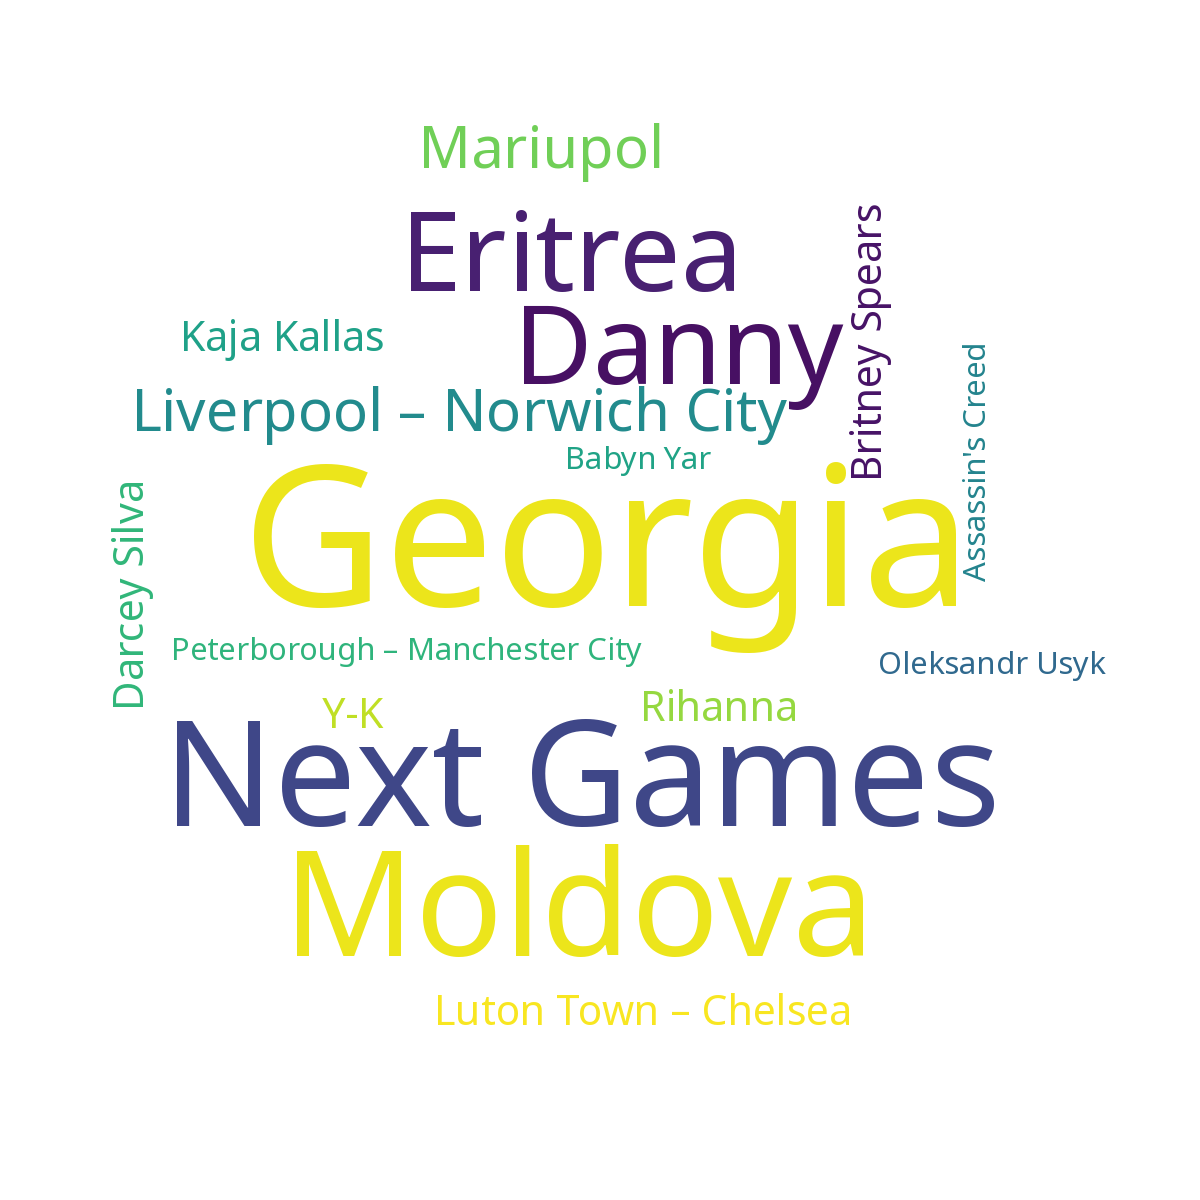 Mariupol
Eritrea
Britney Spears
Danny
Kaja Kallas
Assassin's Creed
Liverpool – Norwich City
Babyn Yar
Georgia
Darcey Silva
Peterborough – Manchester City
Oleksandr Usyk
Y-K
Rihanna
Next Games
Moldova
Luton Town – Chelsea